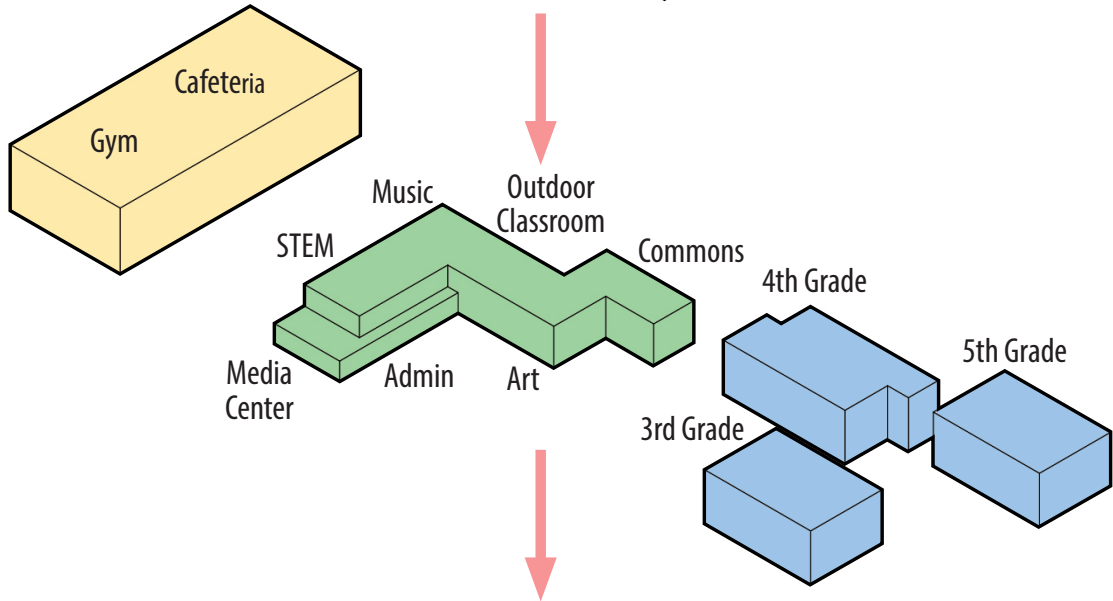 Cafeteria
Gym
Music
Outdoor
Classroom
STEM
Commons
4th Grade
5th Grade
Media
Center
Admin
Art
3rd Grade